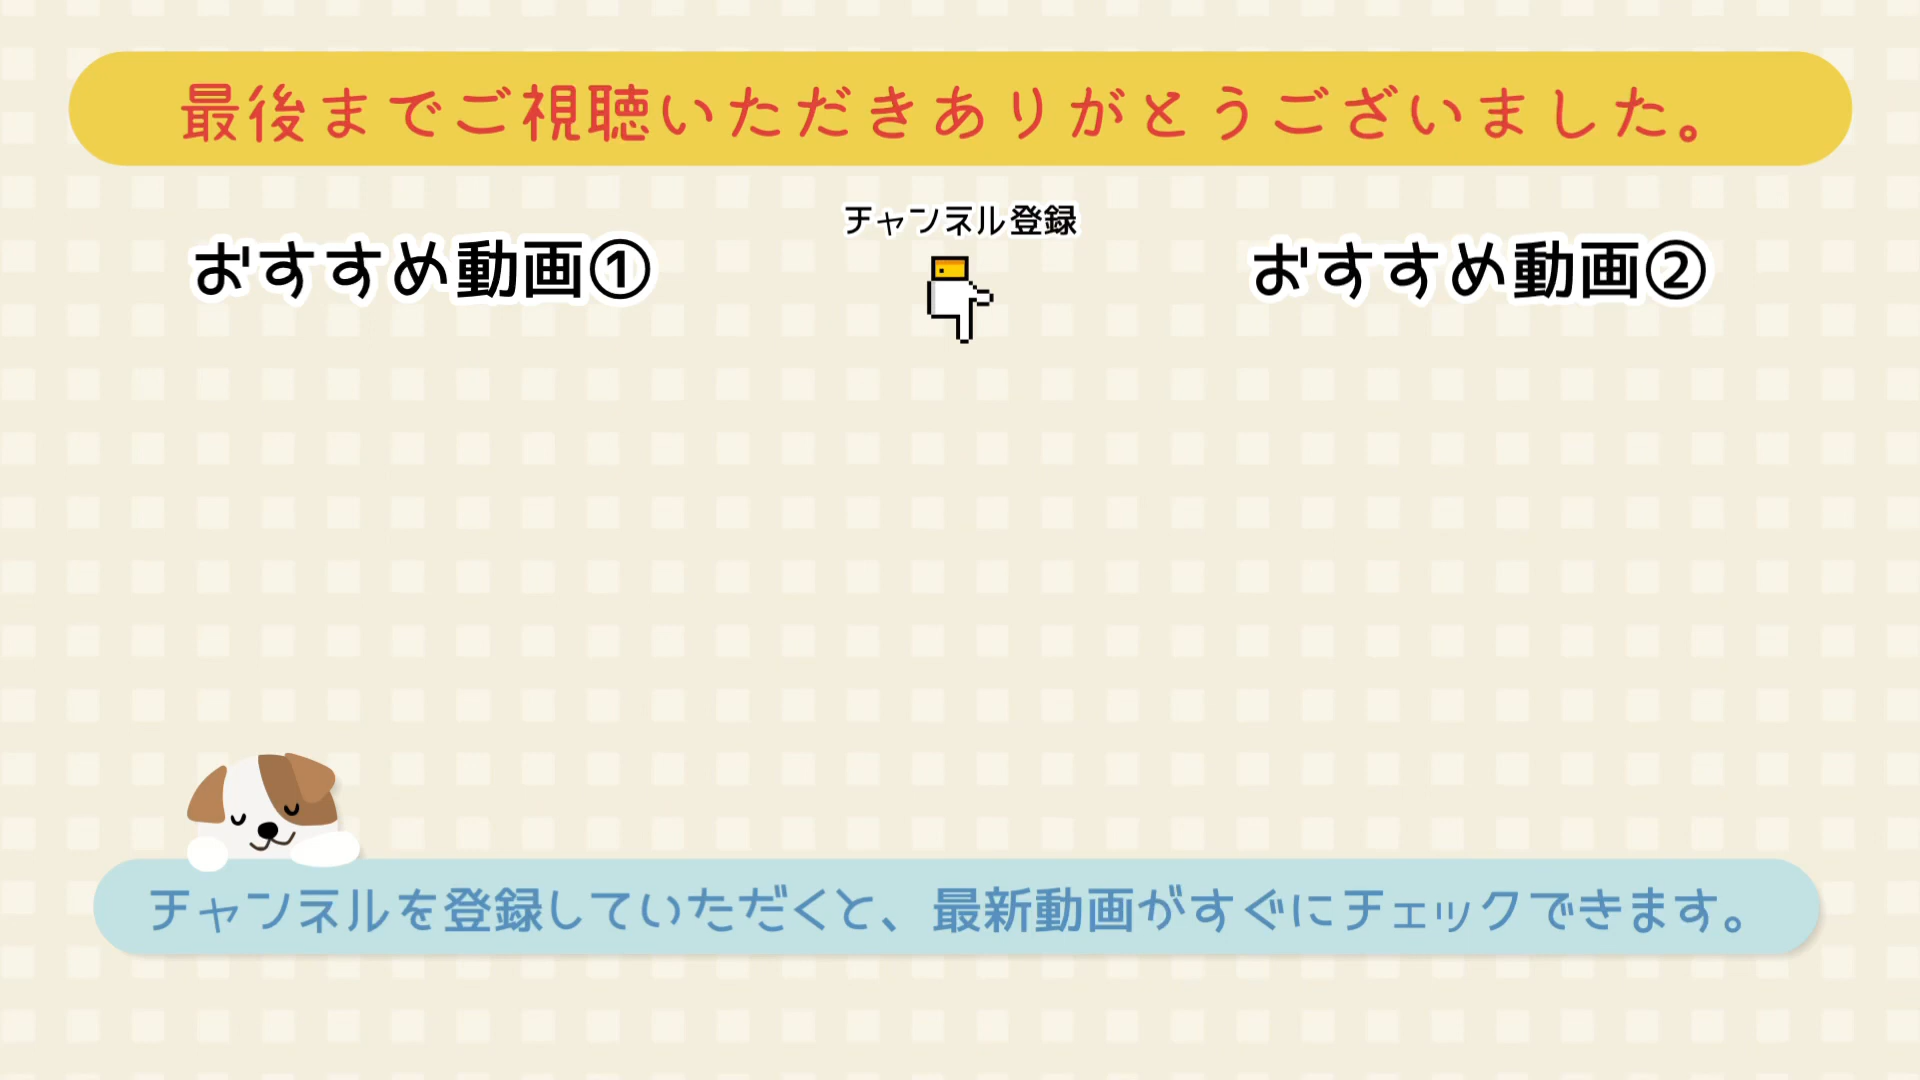 最後までご視聴いただきありがとうございました。
チャンネル登録
おすすめ動画①
おすすめ動画②
チャンネルを登録していただくと、最新動画がすぐにチェックできます。